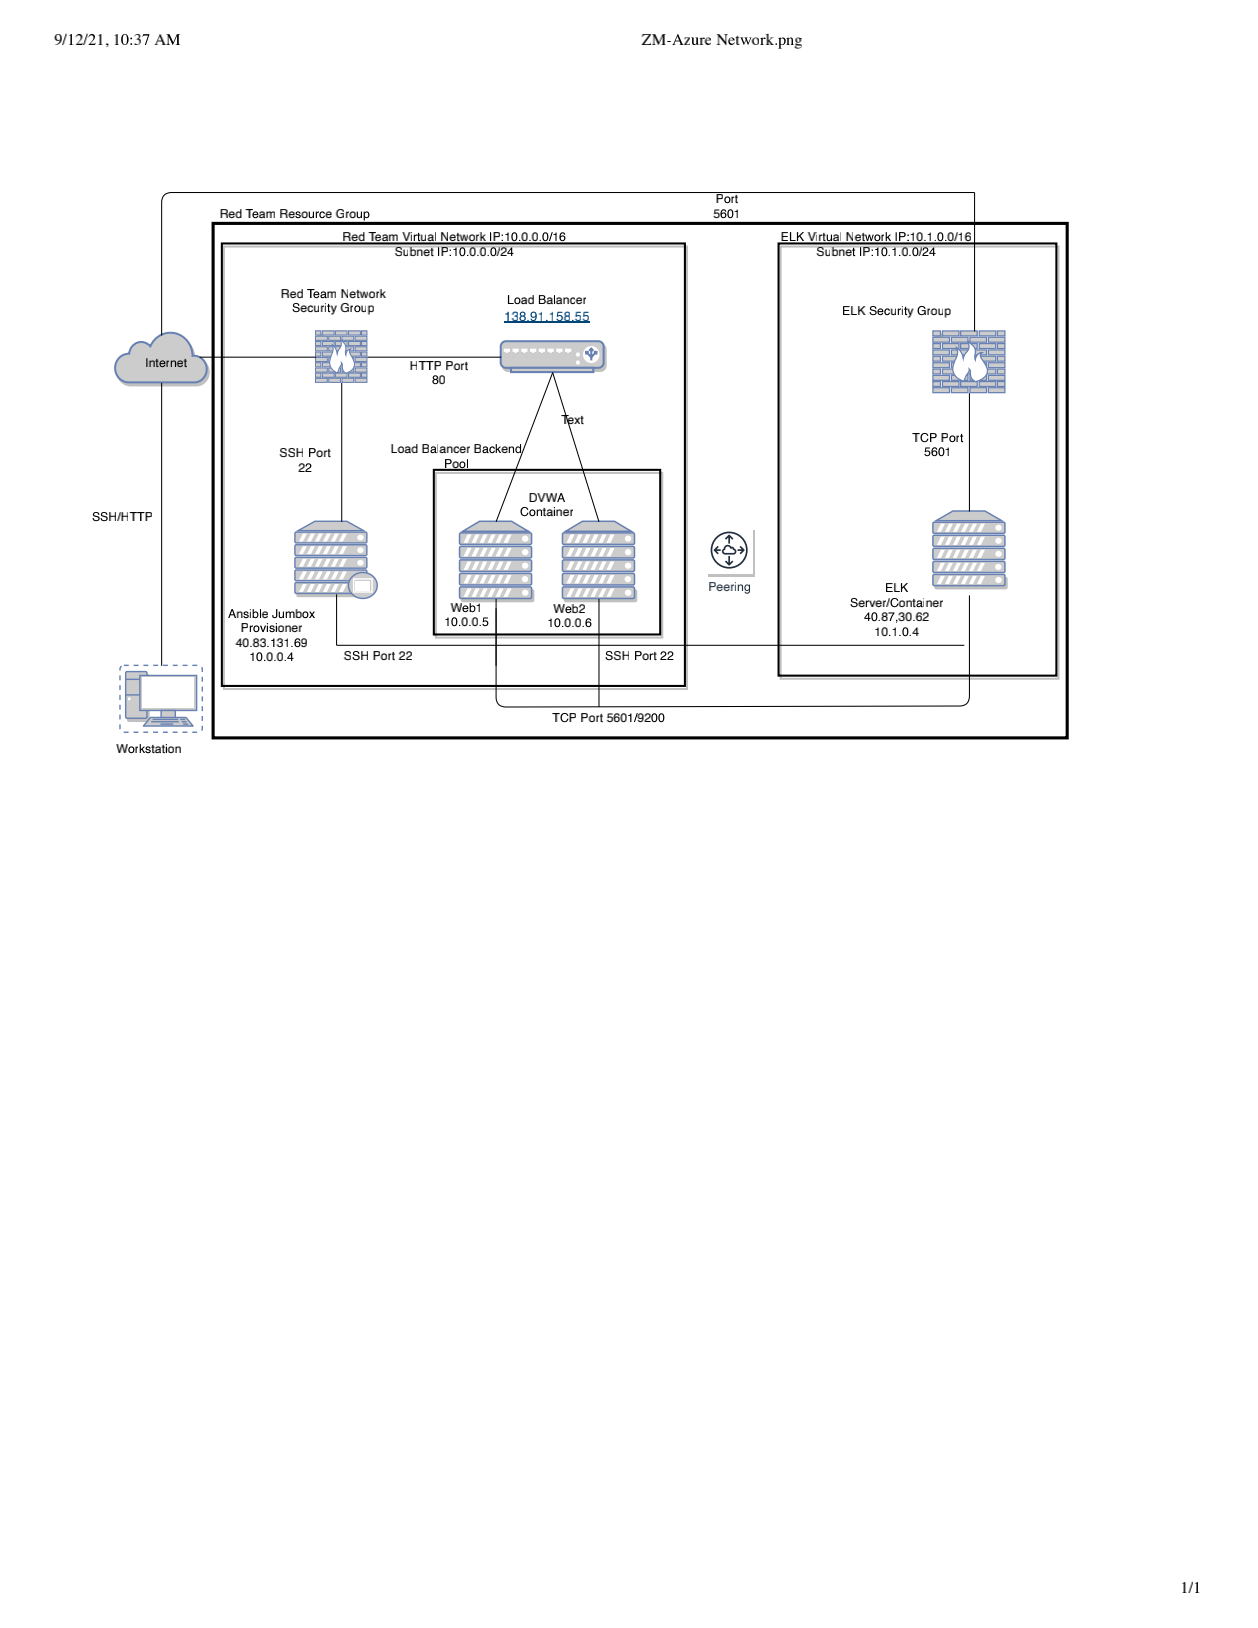 9/12/21, 10:37 AM
ZM-Azure Network.png
Port
5601
Red Team Resource Group
Red Team Virtual Network IP:10.0.0.0/16
Subnet IP:10.0.0.0/24
ELK Virtual Network IP:10.1.0.0/16
Subnet IP:10.1.0.0/24
Red Team Network
Security Group
Load Balancer
138.91.158.55
ELK Security Group
Internet
HTTP Port
80
Text
SSH Port
22
Load Balancer Backend
Pool
TCP Port
5601
DVWA
Container
SSH/HTTP
Peering
Ansible Jumbox
Provisioner
40.83.131.69
10.0.0.4
Web1
10.0.0.5
Web2
10.0.0.6
ELK
Server/Container
40.87,30.62
10.1.0.4
SSH Port 22
SSH Port 22
TCP Port 5601/9200
Workstation
1/1